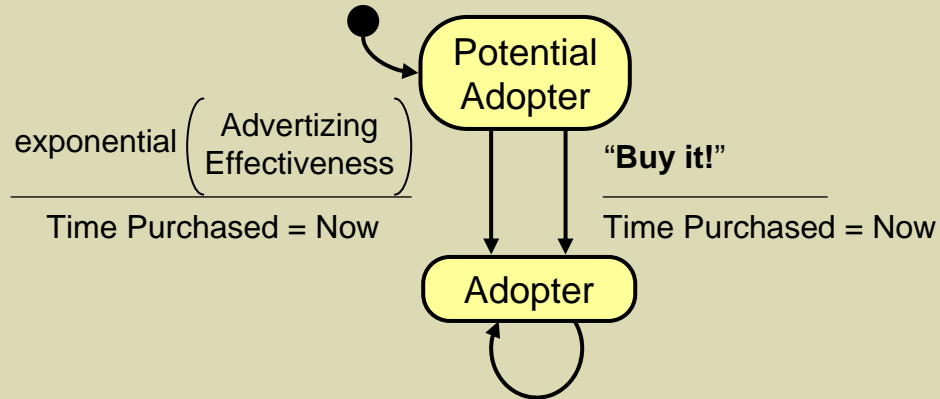 Potential
Adopter
exponential (Advertizing
Effectiveness)
Time Purchased = Now
“Buy it!”
Time Purchased = Now
Adopter